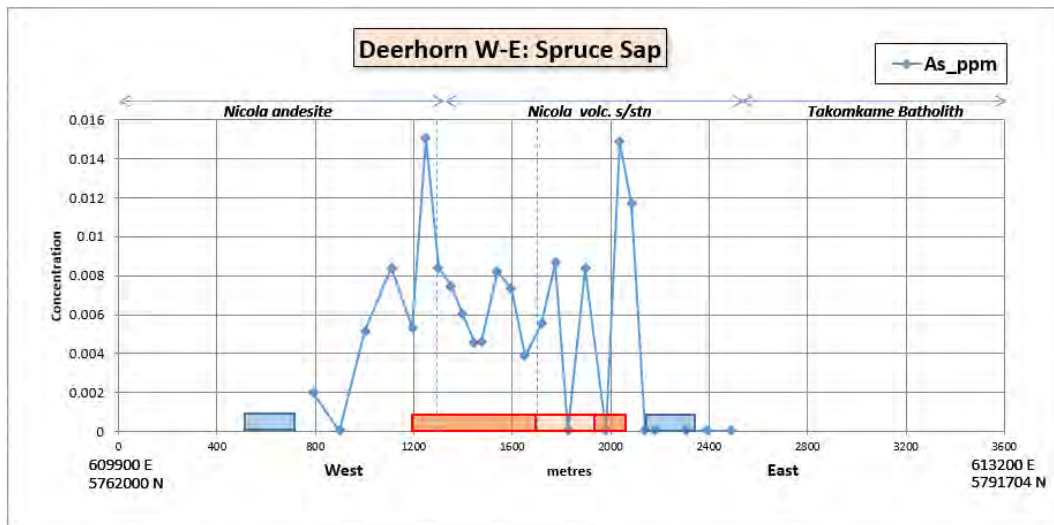 Deerhorn W-E: Spruce Sap
As_ppm
Nicola andesite
Nicola volc. s/stn
Takomkame Batholith
0.016
0.014
0.012
0.01
0.008
0.006
0.004
0.002
0
Concentration
0 400 800 1200 1600 2000 2400 2800 3200 3600
609900 E
5762000 N
West
metres
East
613200 E
5791704 N